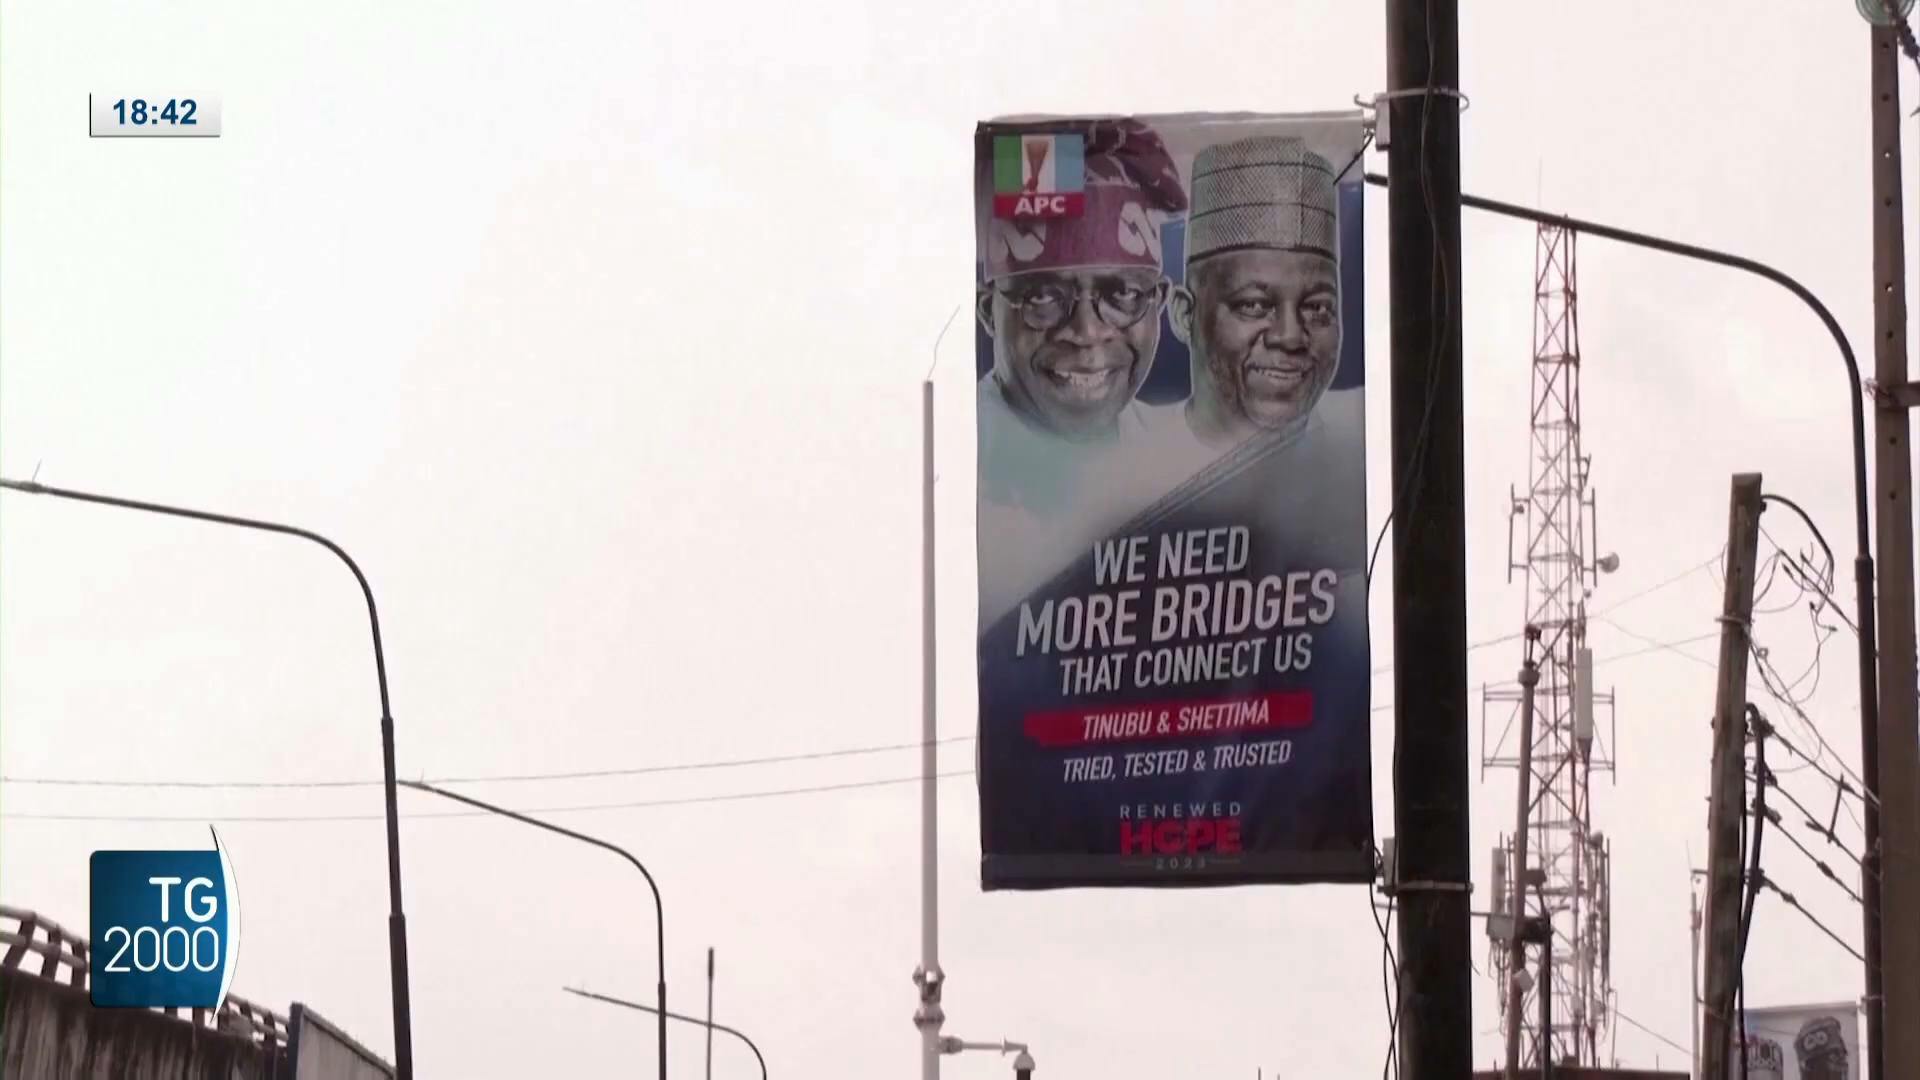 18:42
APC
WE NEED
MORE BRIDGES
THAT CONNECT US
TINUBU & SHETTIMA
TRIED, TESTED & TRUSTED
RENEWED
HOPE
2023
TG
2000